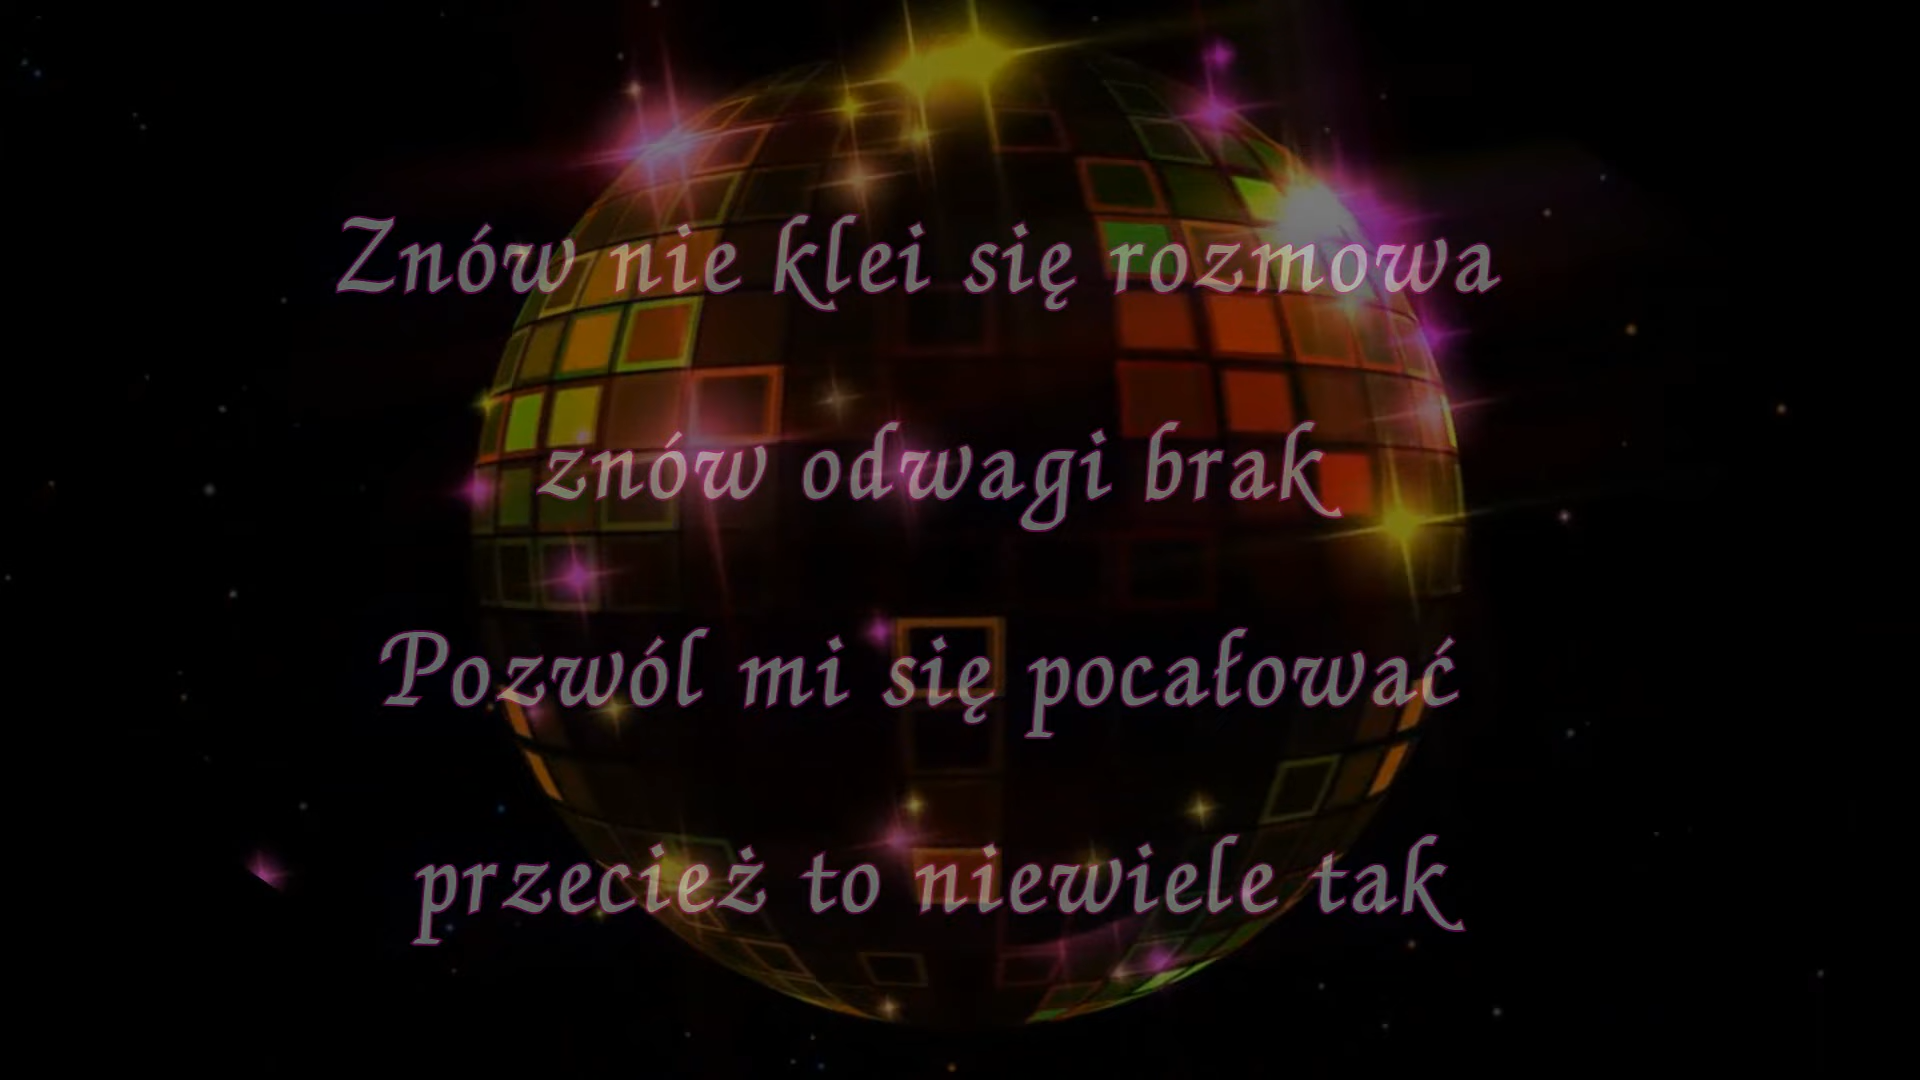 Znów nie klei się rozmowa
znów odwagi brak
Pozwól mi się pocałować
przecież to niewiele tak